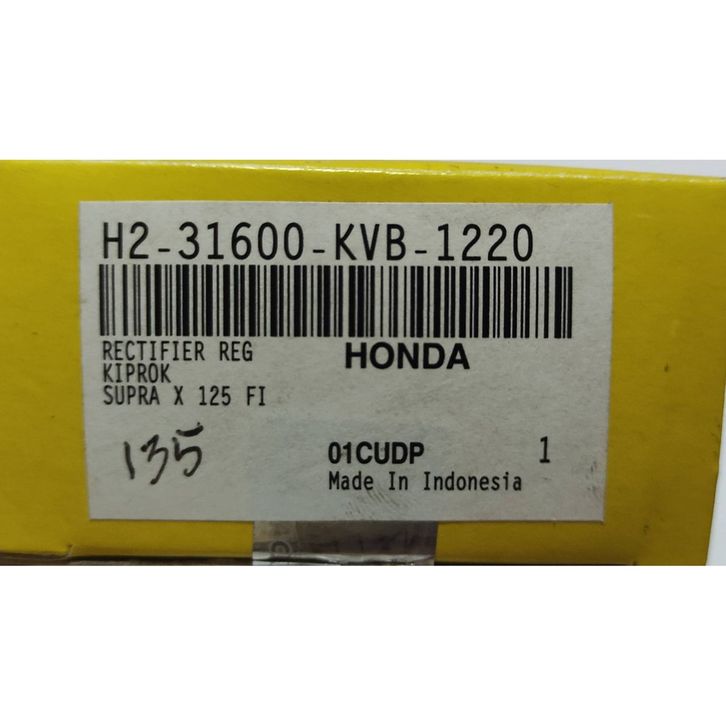 H2-31600-KVB-1220
RECTIFIER REG
HONDA
KIPROK
SUPRA X 125 FI
135
01CUDP 1
Made In Indonesia